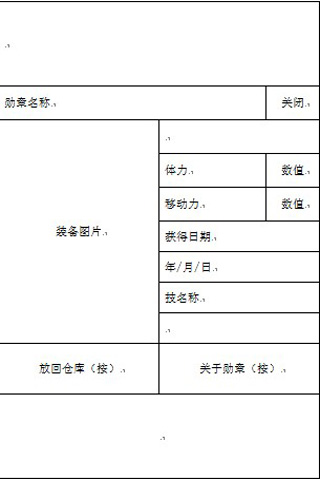 勋章名称
关闭
体力
数值
移动力
数值
装备图片
获得日期
年/月/日
技名称
放回仓库（按）
关于勋章（按）